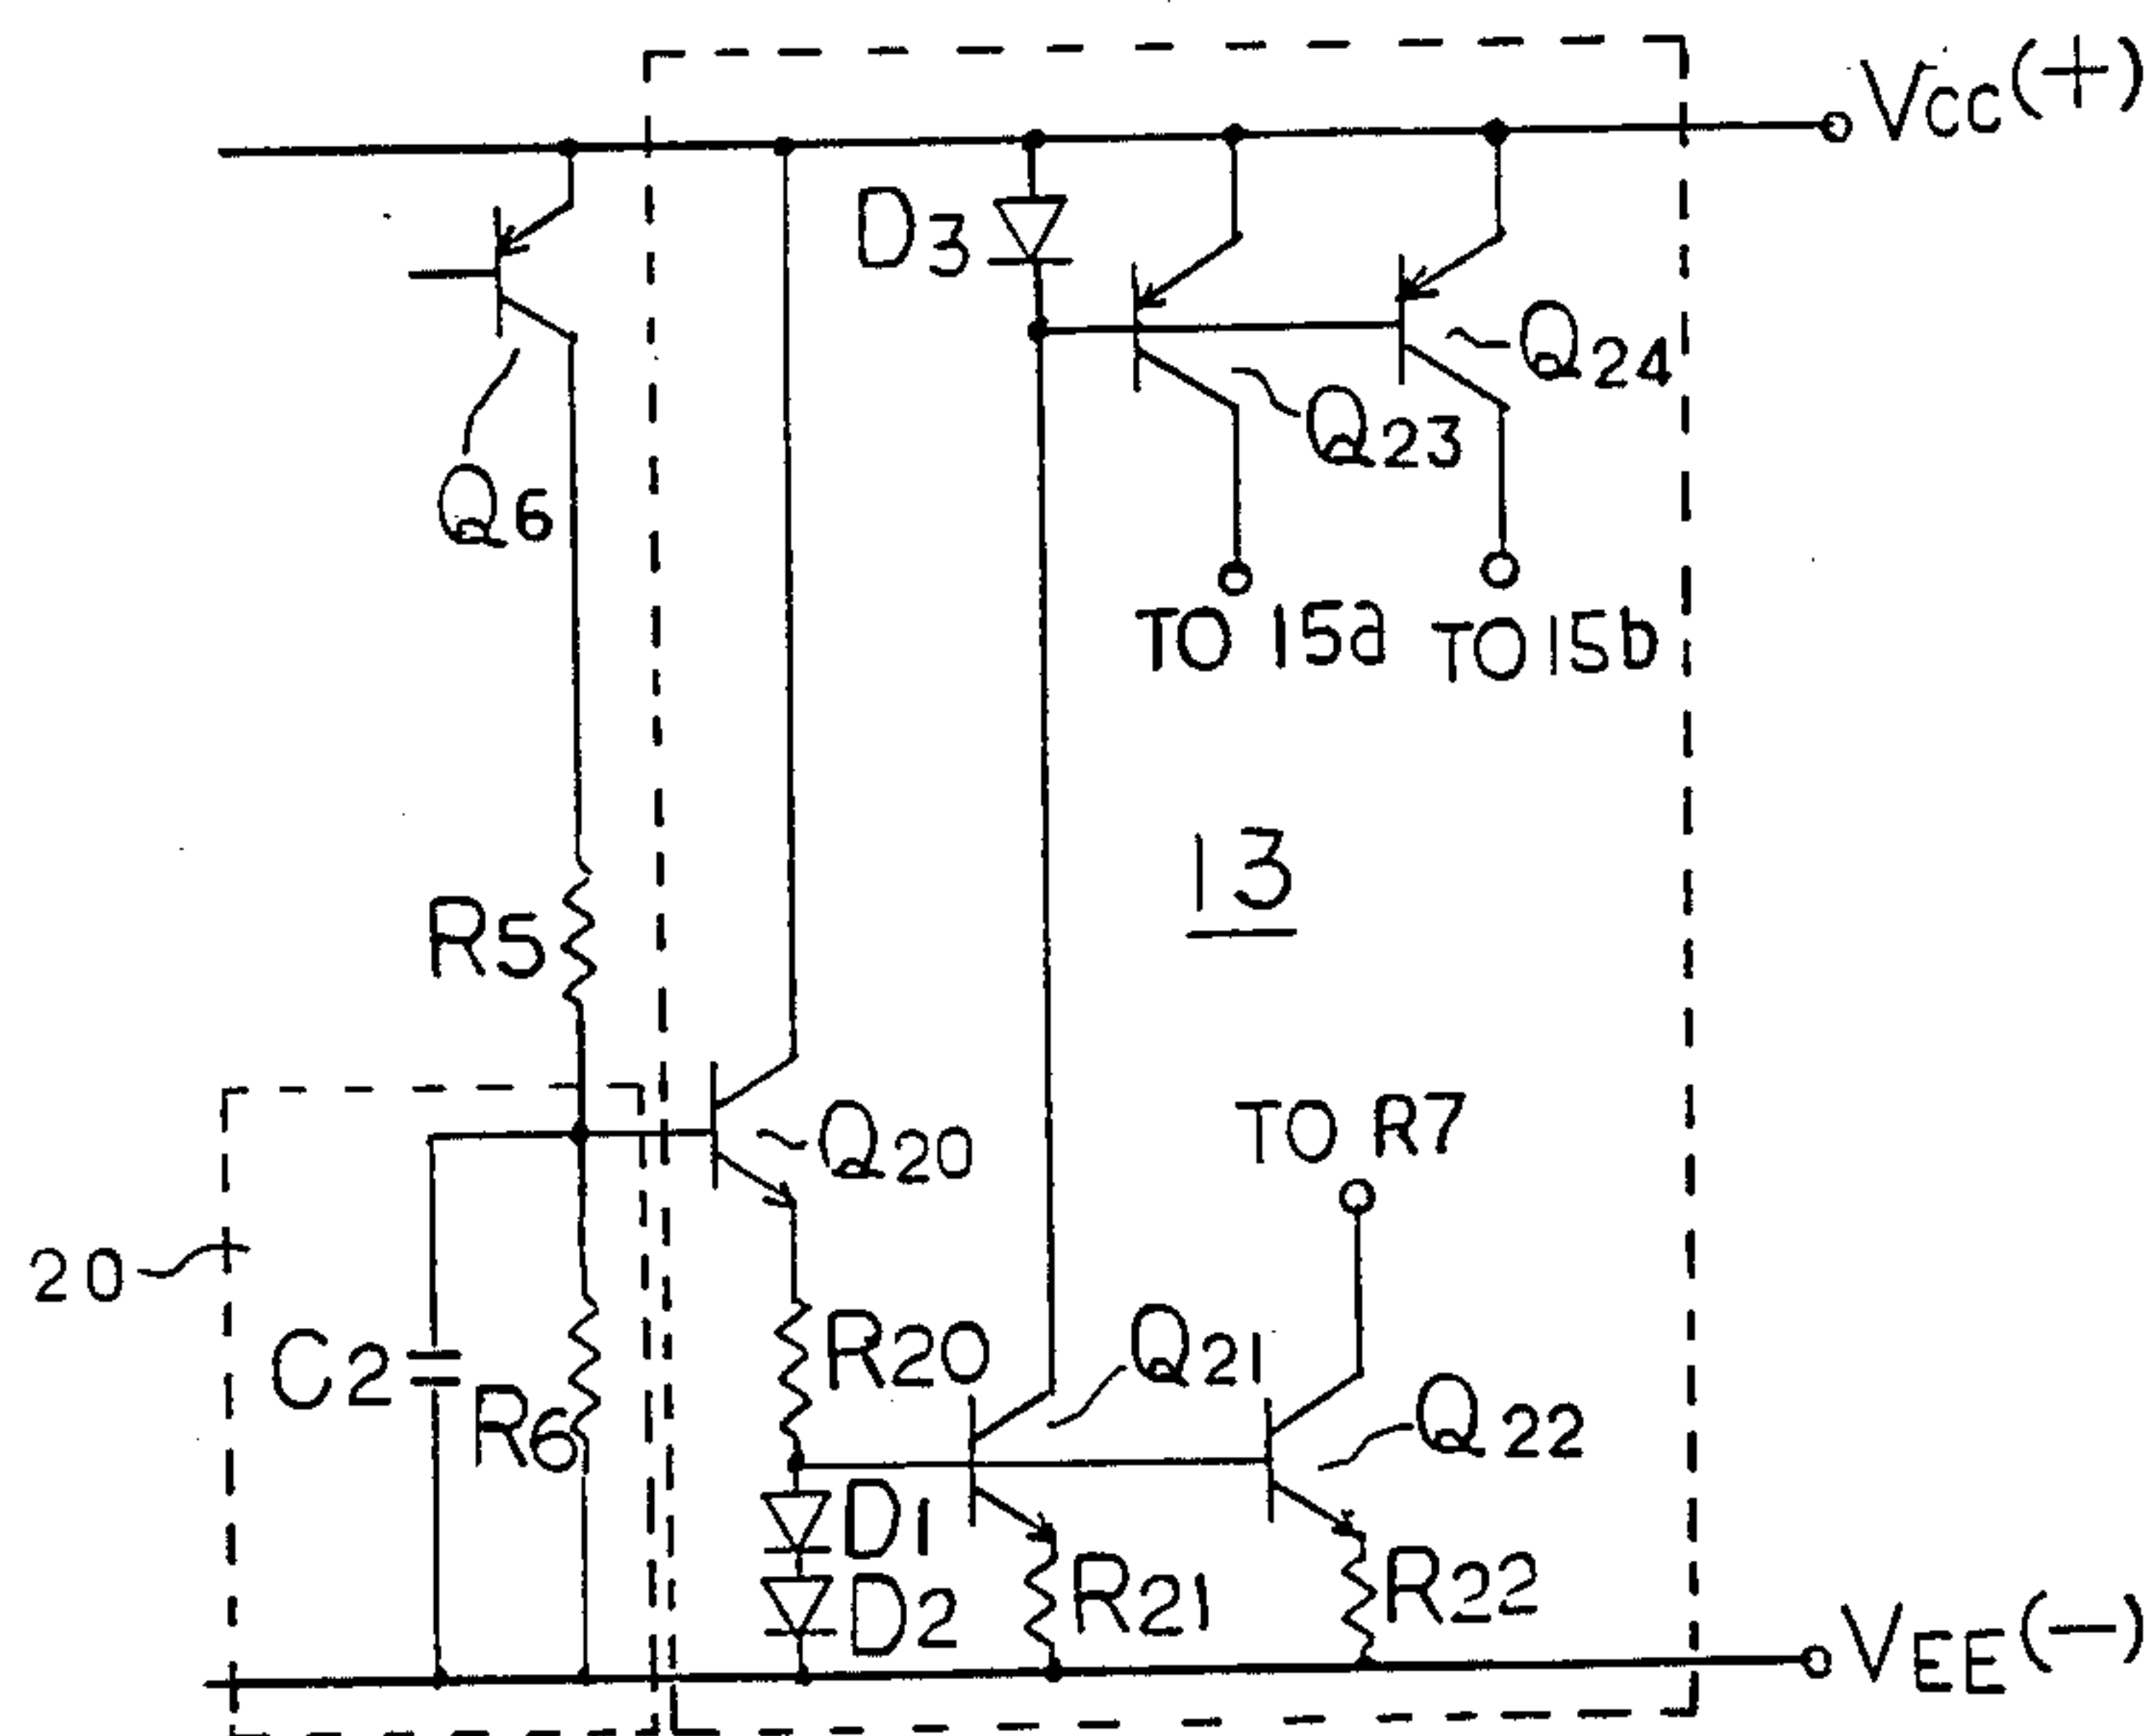 VCC(+)
D3
Q24
Q23
Q6
TO 15a
TO 15b
13
R5
Q20
TO R7
20
C2
R6
R20
Q21
Q22
D1
D2
R21
R22
VEE(−)